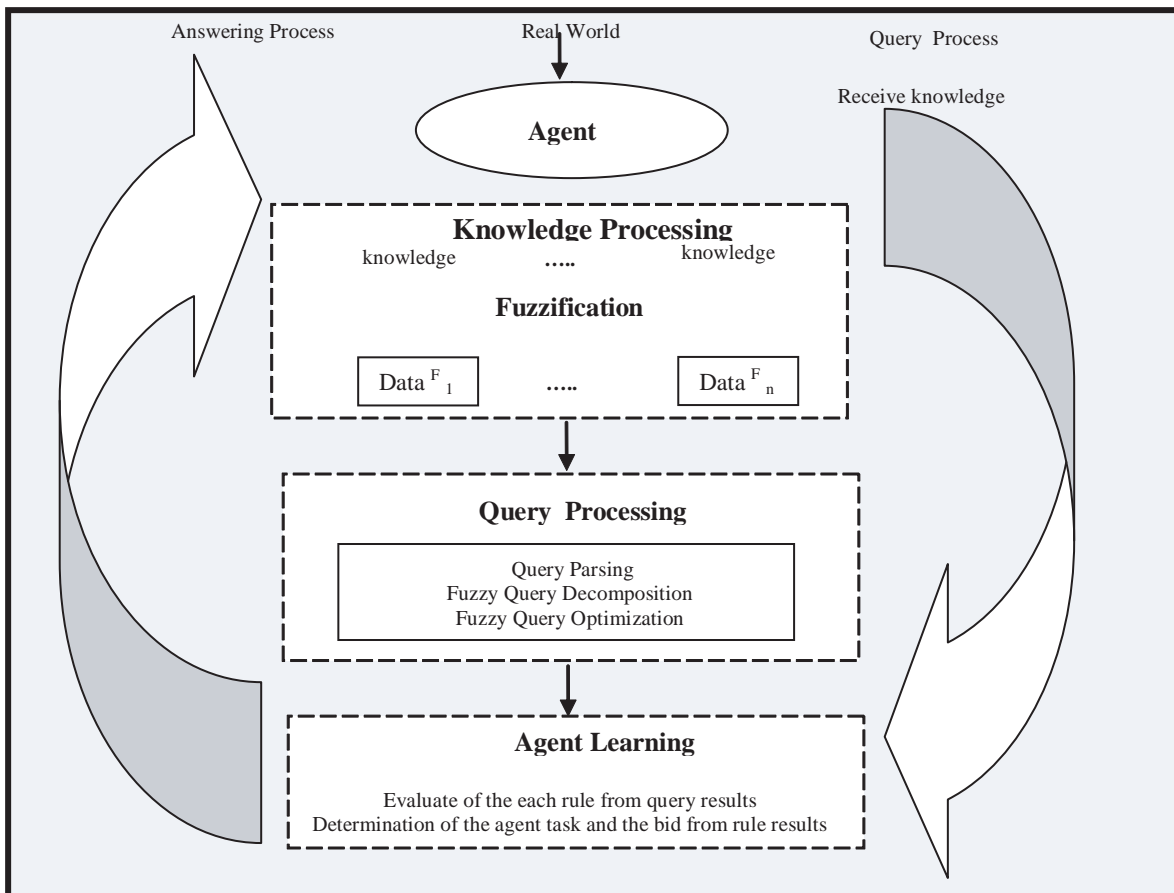 Answering Process Real World Query Process
Receive knowledge
Agent
Knowledge Processing
knowledge ..... knowledge
Fuzzification
Data F 1 ..... Data F n
Query Processing
Query Parsing
Fuzzy Query Decomposition
Fuzzy Query Optimization
Agent Learning
Evaluate of the each rule from query results
Determination of the agent task and the bid from rule results